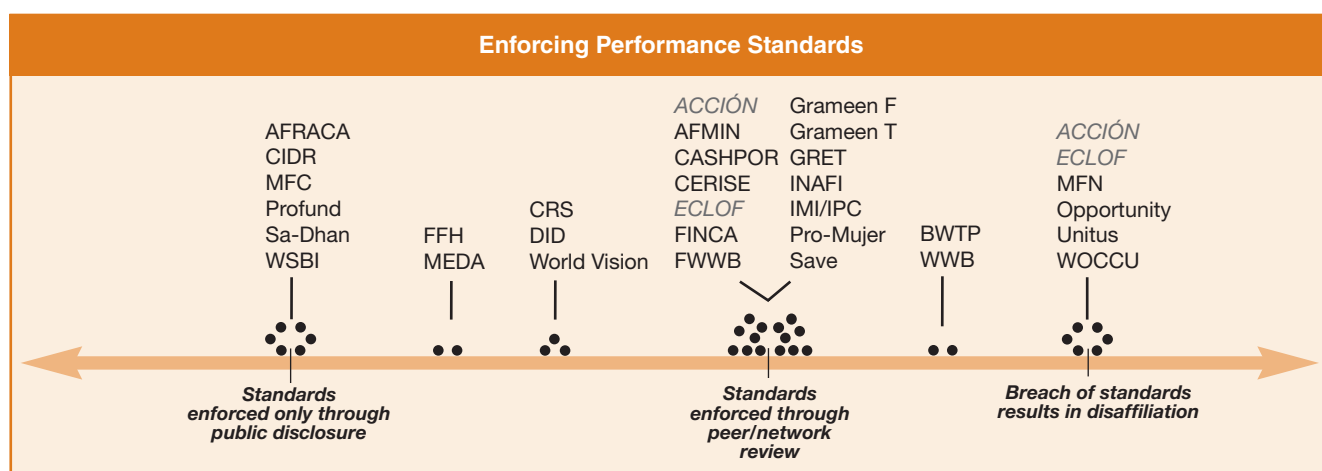 Enforcing Performance Standards
AFRACA
CIDR
MFC
Profund
Sa-Dhan
WSBI
FFH
MEDA
CRS
DID
World Vision
ACCIÓN
AFMIN
CASHPOR
CERISE
ECLOF
FINCA
FWWB
Grameen F
Grameen T
GRET
INAFI
IMI/IPC
Pro-Mujer
Save
BWTP
WWB
ACCIÓN
ECLOF
MFN
Opportunity
Unitus
WOCCU
Standards
enforced only through
public disclosure
Standards
enforced through
peer/network
review
Breach of standards
results in disaffiliation